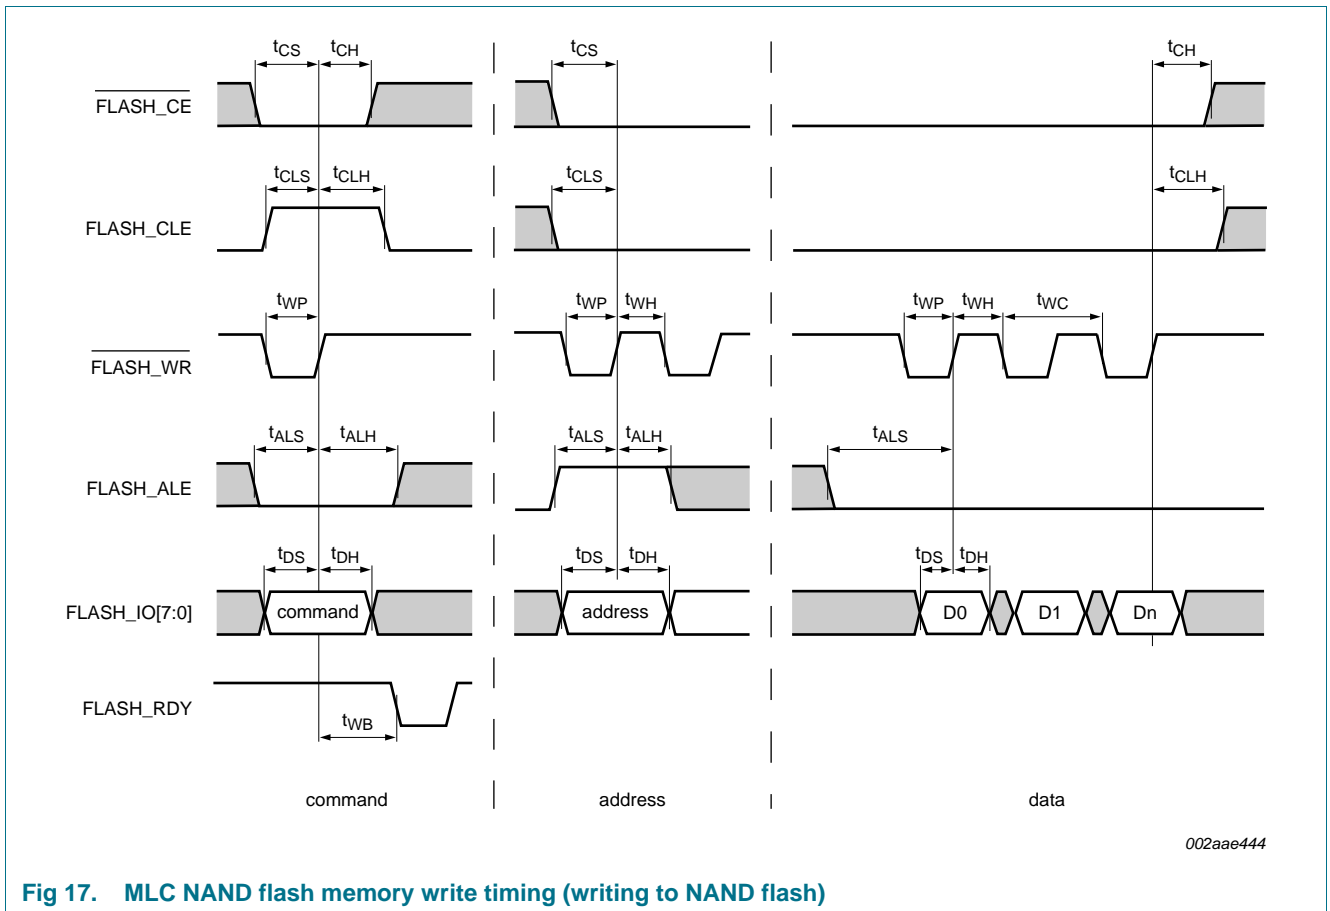 tCS tCH tCS tCH
FLASH_CE
tCLS tCLH tCLS tCLH
FLASH_CLE
tWP tWP tWH tWP tWH tWC
FLASH_WR
tALS tALH tALS tALH tALS
FLASH_ALE
tDS tDH tDS tDH tDS tDH
FLASH_IO[7:0] command address D0 D1 Dn
FLASH_RDY
tWB
command address data
002aae444
Fig 17. MLC NAND flash memory write timing (writing to NAND flash)